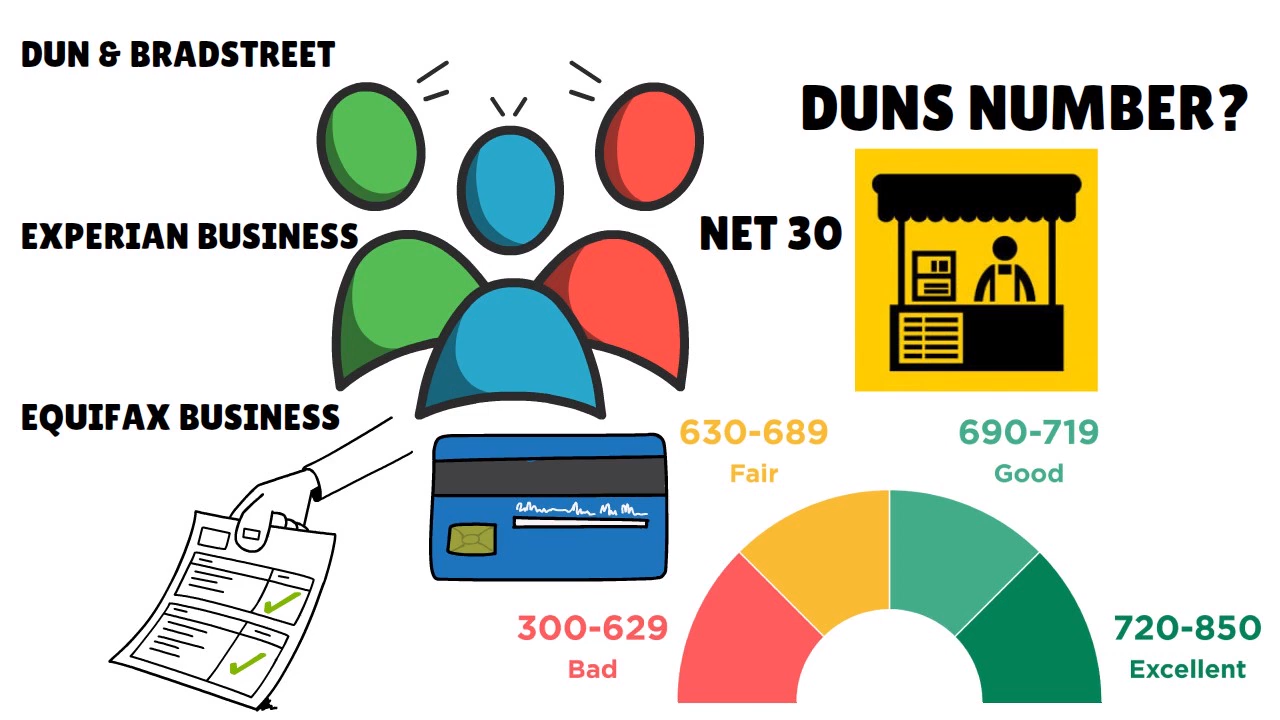 DUN & BRADSTREET
DUNS NUMBER?
EXPERIAN BUSINESS
NET 30
EQUIFAX BUSINESS
630-689
Fair
690-719
Good
300-629
Bad
720-850
Excellent